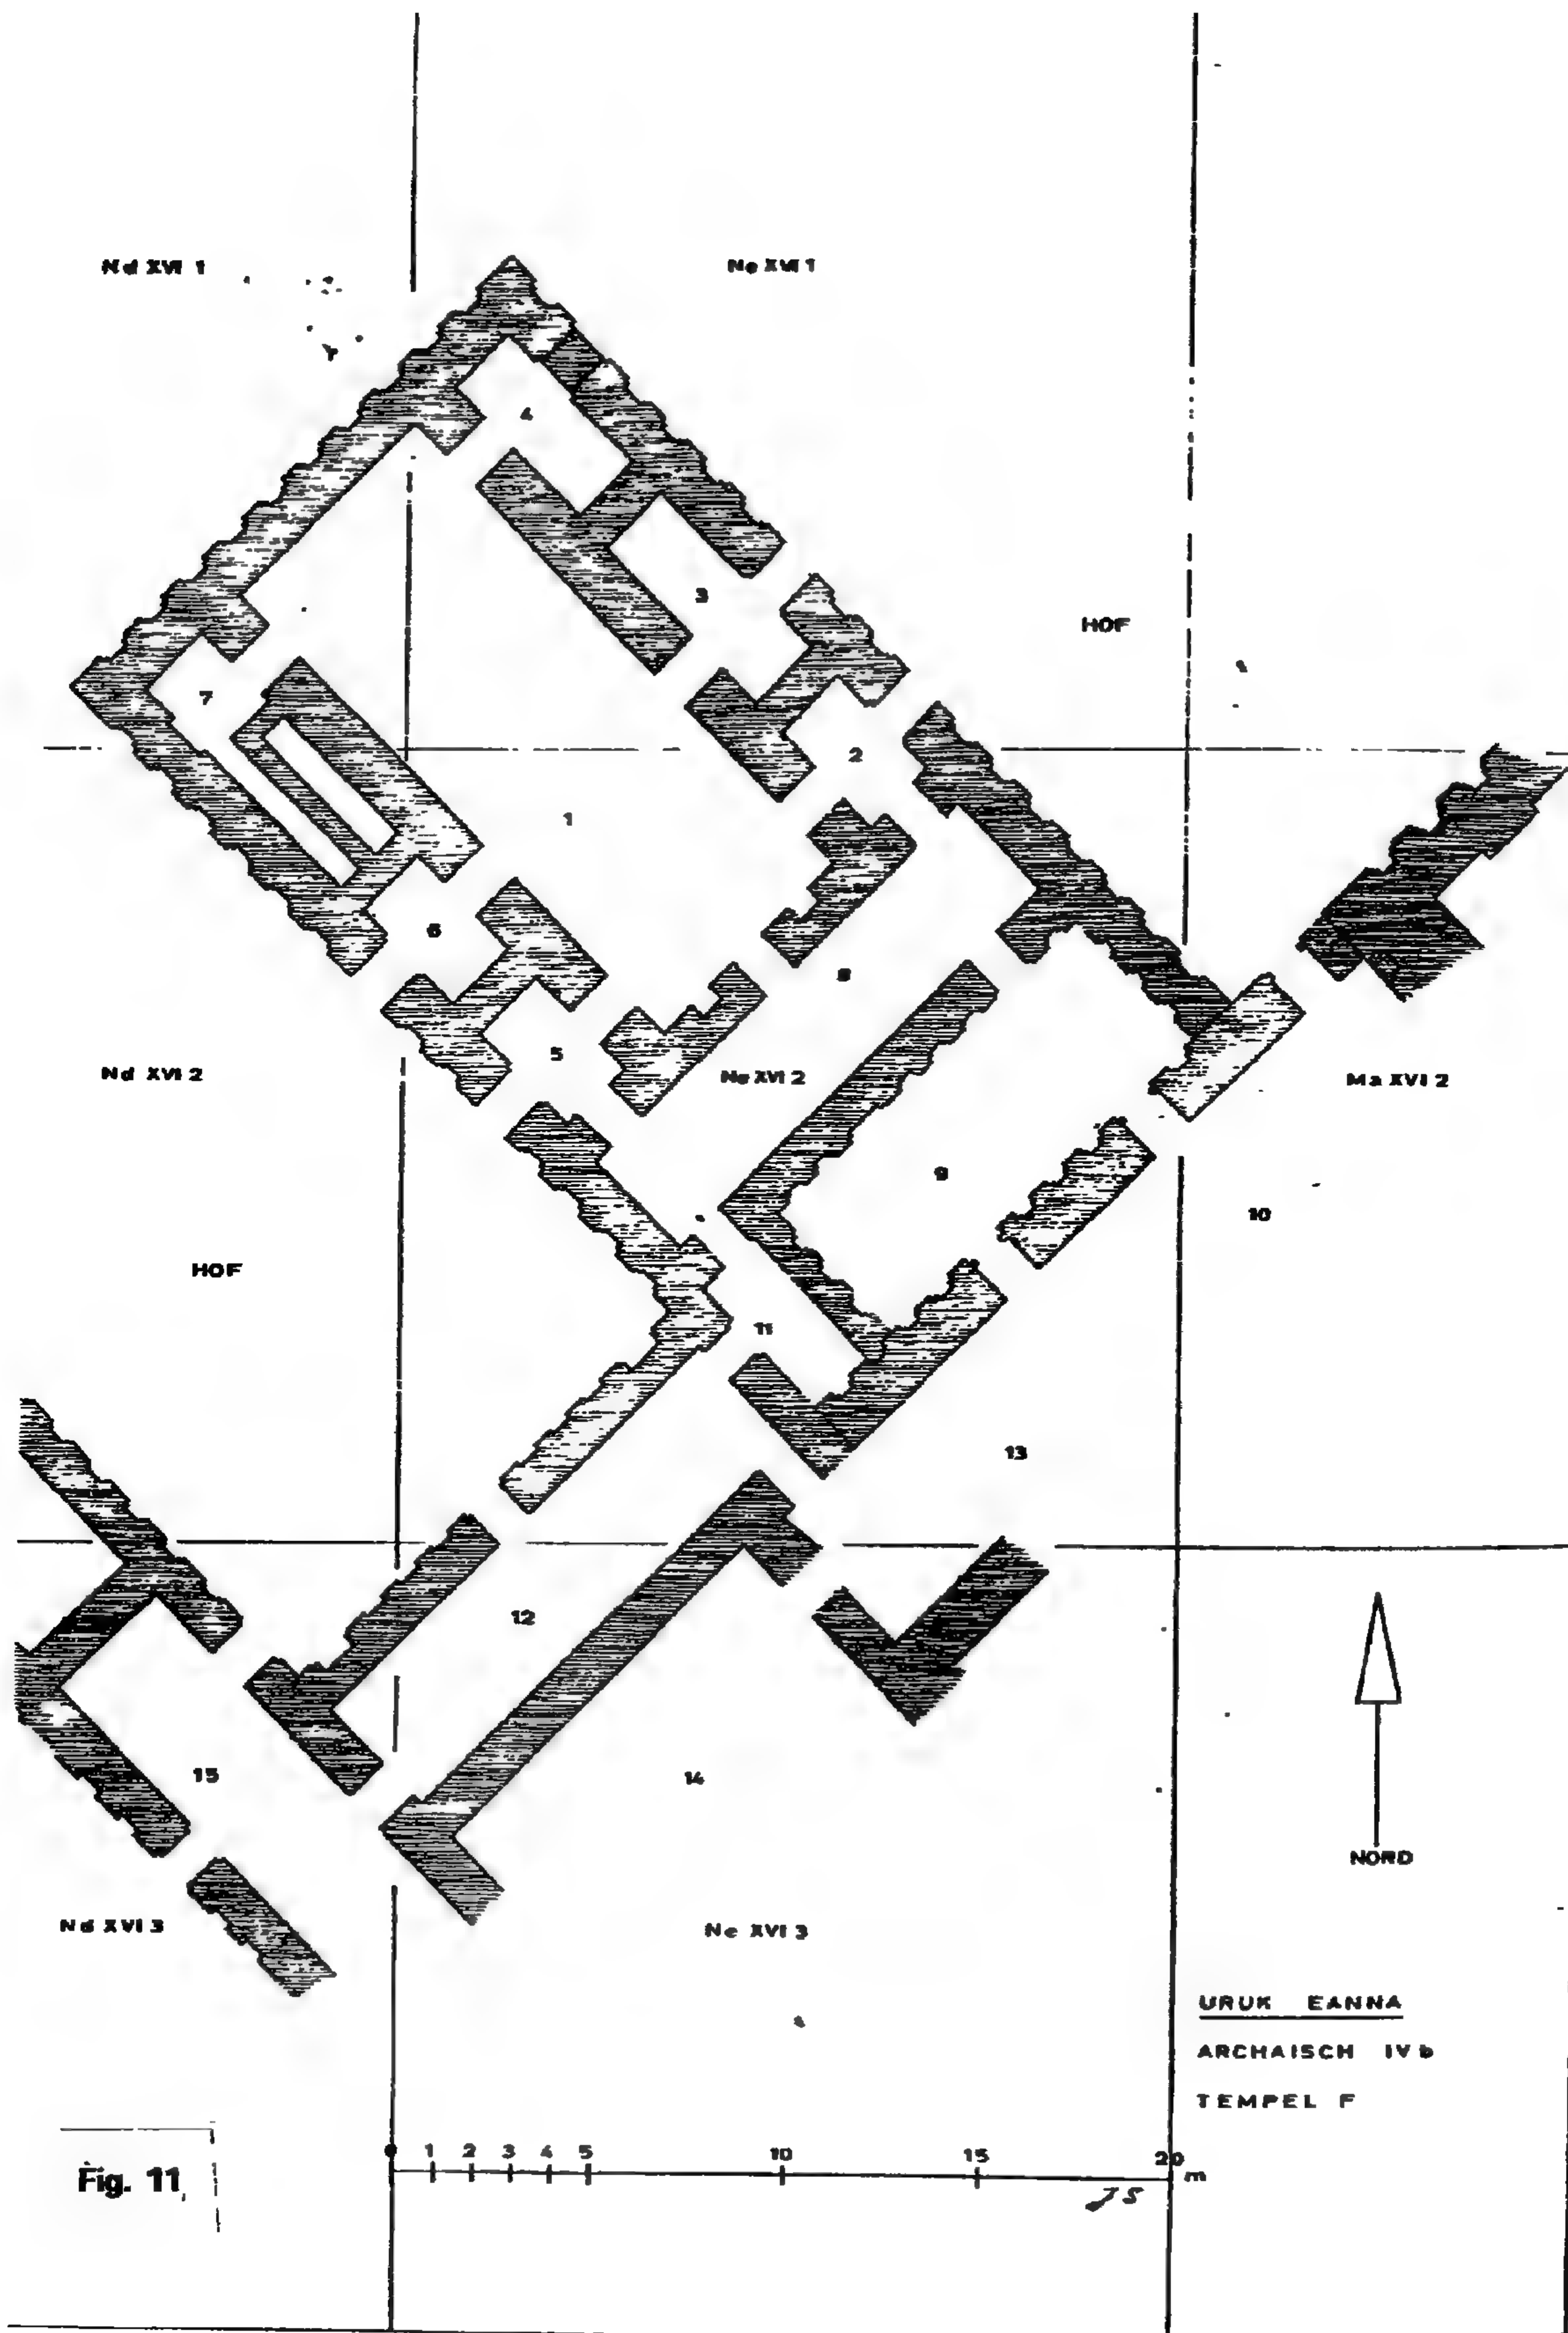 Nd XVI 1
Ne XVI 1
4
3
HOF
7
2
1
6
8
5
Nd XVI 2
Ne XVI 2
Ma XVI 2
9
10
HOF
11
13
12
15
14
NORD
Nd XVI 3
Ne XVI 3
URUK EANNA
ARCHAISCH IV b
TEMPEL F
0 1 2 3 4 5 10 15 20 m
JS
Fig. 11